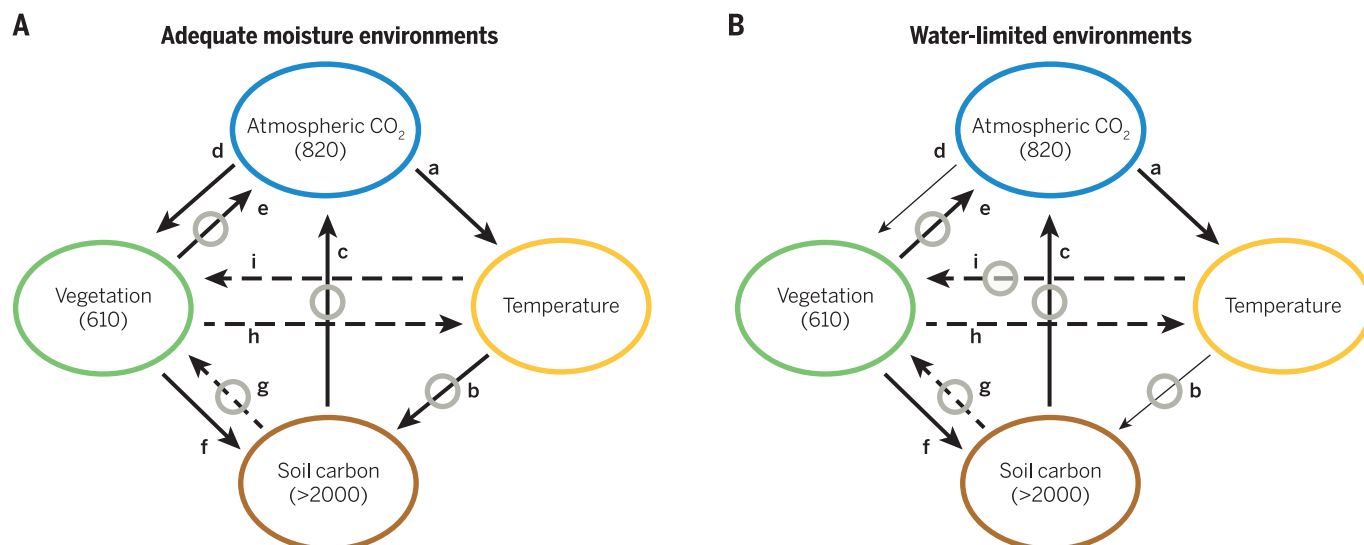 A
Adequate moisture environments
Atmospheric CO₂
(820)
d
a
e
c
i
Vegetation
(610)
Temperature
h
g
b
f
Soil carbon
(>2000)
B
Water-limited environments
Atmospheric CO₂
(820)
d
a
e
c
i
Vegetation
(610)
Temperature
h
g
b
f
Soil carbon
(>2000)